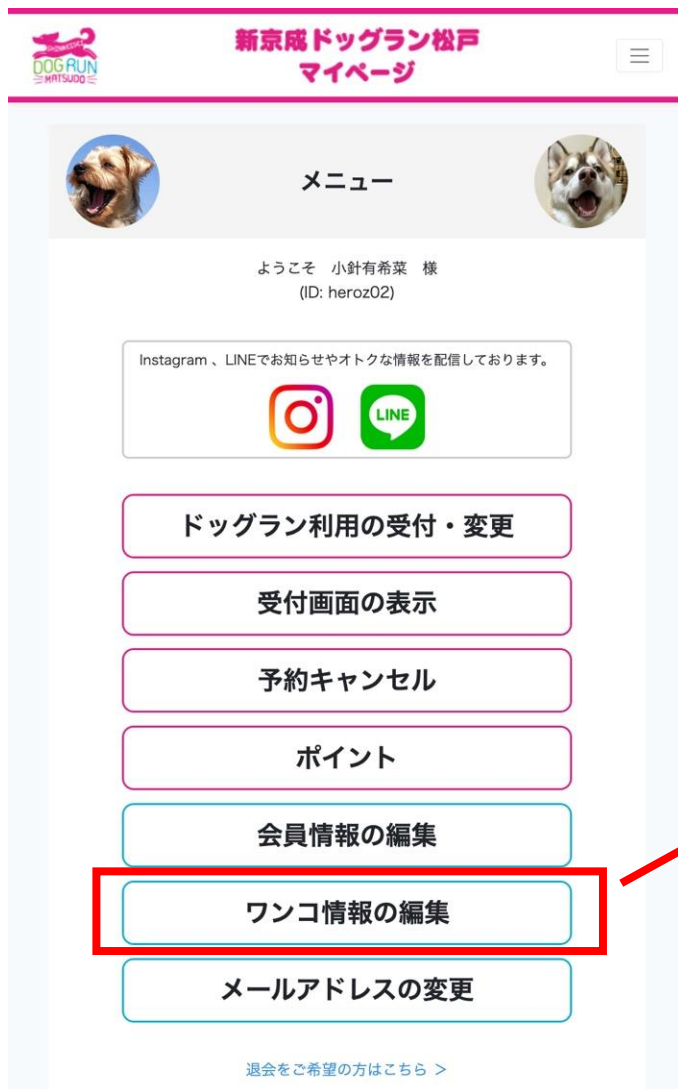 DOG RUN
MATSUDO
新京成ドッグラン松戸
マイページ
メニュー
ようこそ 小針有希菜 様
(ID: heroz02)
Instagram 、LINEでお知らせやオトクな情報を配信しております。
LINE
ドッグラン利用の受付・変更
受付画面の表示
予約キャンセル
ポイント
会員情報の編集
ワンコ情報の編集
メールアドレスの変更
退会をご希望の方はこちら >